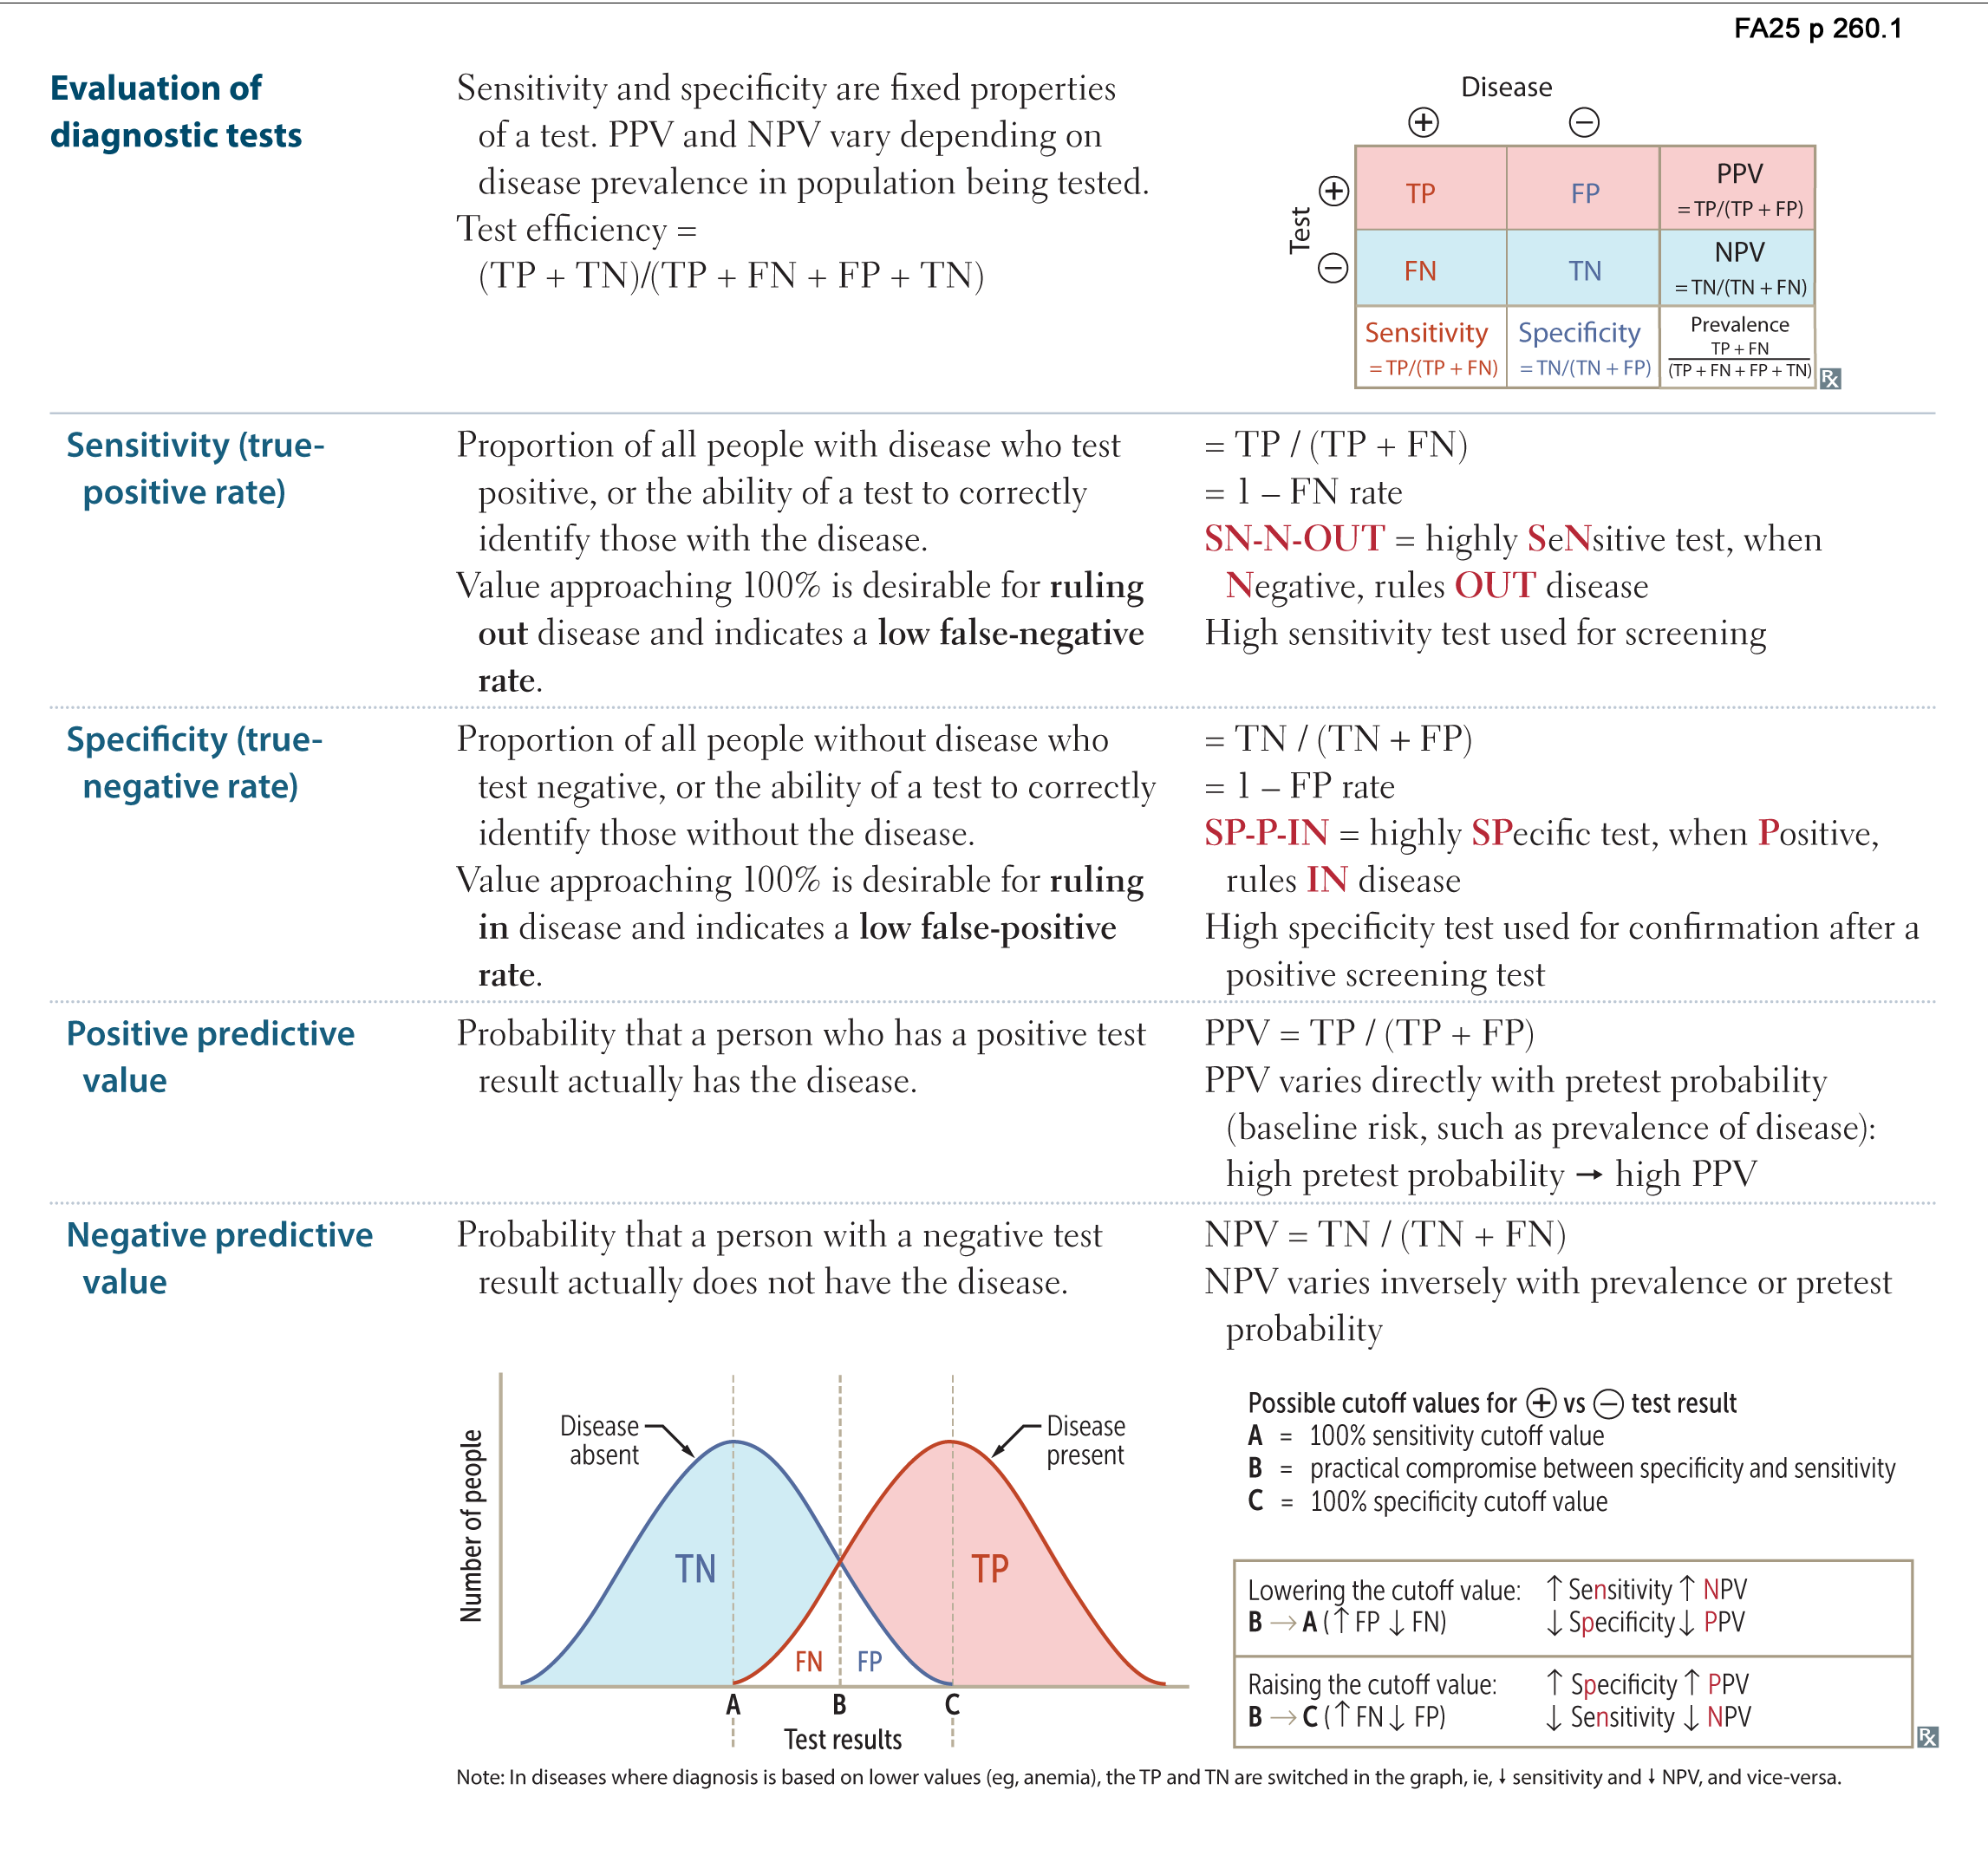 FA25 p 260.1
Evaluation of
diagnostic tests
Sensitivity and specificity are fixed properties
of a test. PPV and NPV vary depending on
disease prevalence in population being tested.
Test efficiency =
(TP + TN)/(TP + FN + FP + TN)
Disease
⊕ ⊖
Test
⊕ TP FP PPV
= TP/(TP + FP)
⊖ FN TN NPV
= TN/(TN + FN)
Sensitivity Specificity Prevalence
= TP/(TP + FN) = TN/(TN + FP) TP + FN
(TP + FN + FP + TN)
Rx
Sensitivity (true-
positive rate)
Proportion of all people with disease who test
positive, or the ability of a test to correctly
identify those with the disease.
Value approaching 100% is desirable for ruling
out disease and indicates a low false-negative
rate.
= TP / (TP + FN)
= 1 – FN rate
SN-N-OUT = highly SeNsitive test, when
Negative, rules OUT disease
High sensitivity test used for screening
Specificity (true-
negative rate)
Proportion of all people without disease who
test negative, or the ability of a test to correctly
identify those without the disease.
Value approaching 100% is desirable for ruling
in disease and indicates a low false-positive
rate.
= TN / (TN + FP)
= 1 – FP rate
SP-P-IN = highly SPecific test, when Positive,
rules IN disease
High specificity test used for confirmation after a
positive screening test
Positive predictive
value
Probability that a person who has a positive test
result actually has the disease.
PPV = TP / (TP + FP)
PPV varies directly with pretest probability
(baseline risk, such as prevalence of disease):
high pretest probability → high PPV
Negative predictive
value
Probability that a person with a negative test
result actually does not have the disease.
NPV = TN / (TN + FN)
NPV varies inversely with prevalence or pretest
probability
Number of people
Disease
absent
Disease
present
TN
TP
FN FP
A B C
Test results
Possible cutoff values for ⊕ vs ⊖ test result
A = 100% sensitivity cutoff value
B = practical compromise between specificity and sensitivity
C = 100% specificity cutoff value
Lowering the cutoff value: ↑ Sensitivity ↑ NPV
B → A (↑ FP ↓ FN) ↓ Specificity ↓ PPV
Raising the cutoff value: ↑ Specificity ↑ PPV
B → C (↑ FN ↓ FP) ↓ Sensitivity ↓ NPV
Rx
Note: In diseases where diagnosis is based on lower values (eg, anemia), the TP and TN are switched in the graph, ie, ↓ sensitivity and ↓ NPV, and vice-versa.